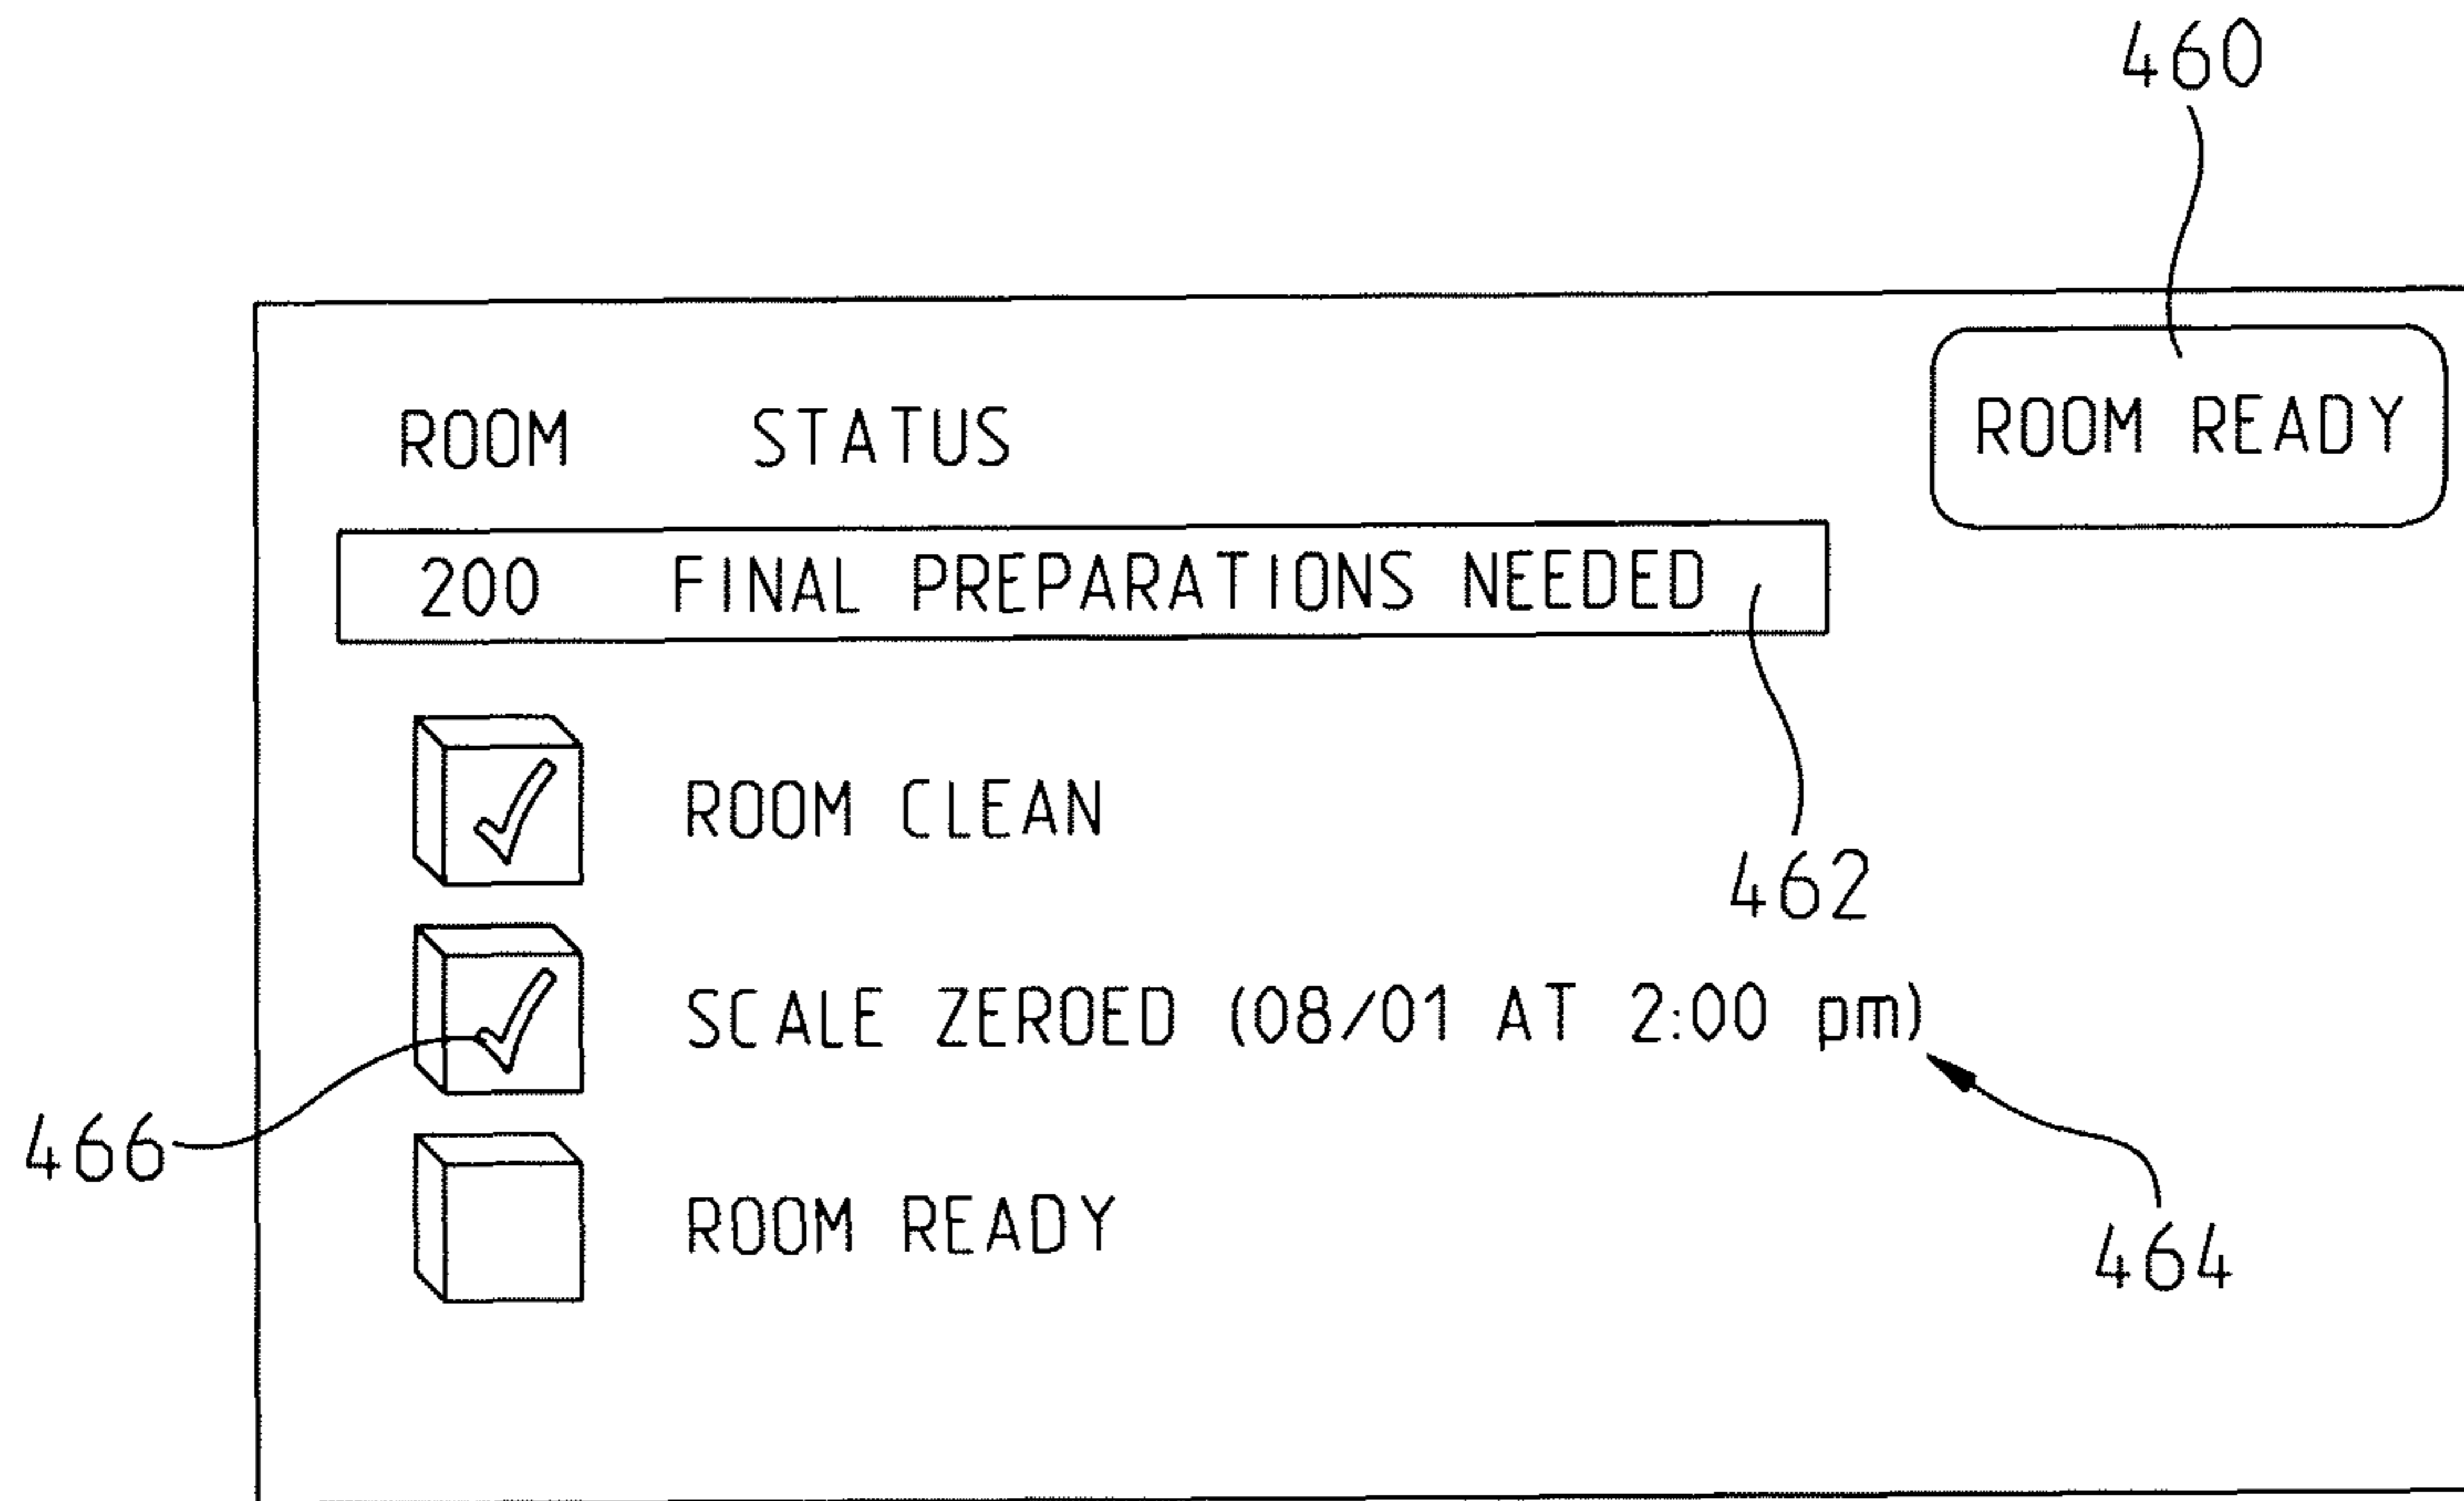 460
ROOM STATUS ROOM READY
200 FINAL PREPARATIONS NEEDED
ROOM CLEAN
462
SCALE ZEROED (08/01 AT 2:00 pm)
466
ROOM READY
464